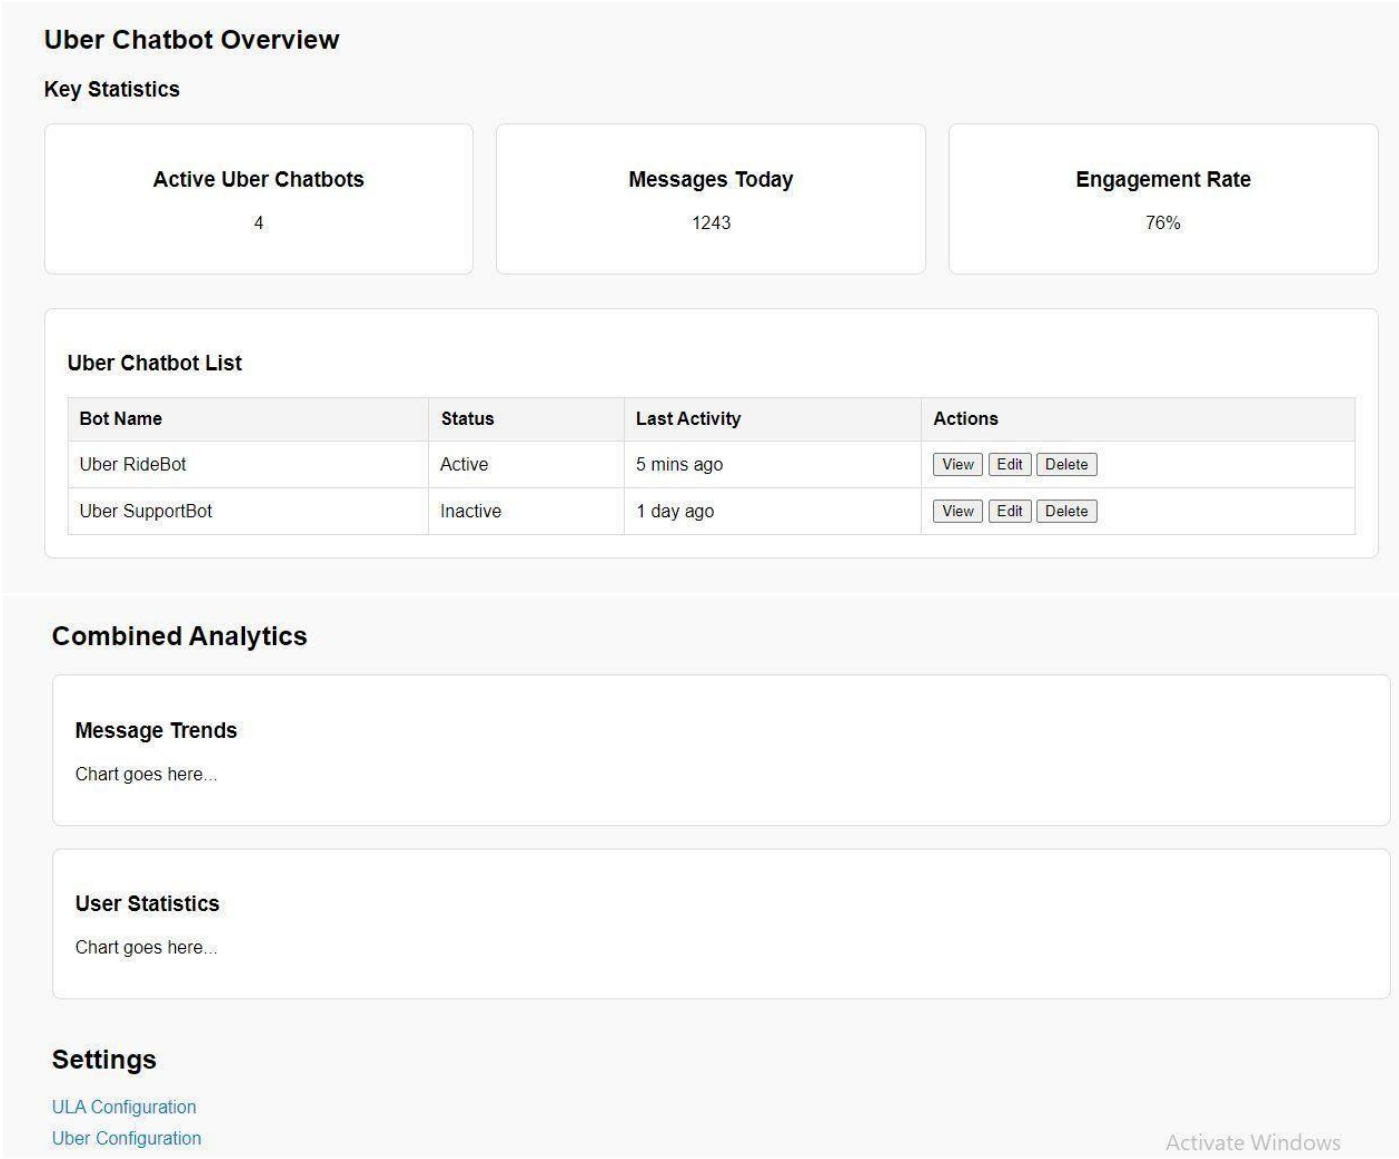 Uber Chatbot Overview
Key Statistics
Active Uber Chatbots
4
Messages Today
1243
Engagement Rate
76%
Uber Chatbot List
Bot Name Status Last Activity Actions
Uber RideBot Active 5 mins ago View Edit Delete
Uber SupportBot Inactive 1 day ago View Edit Delete
Combined Analytics
Message Trends
Chart goes here...
User Statistics
Chart goes here...
Settings
ULA Configuration
Uber Configuration
Activate Windows